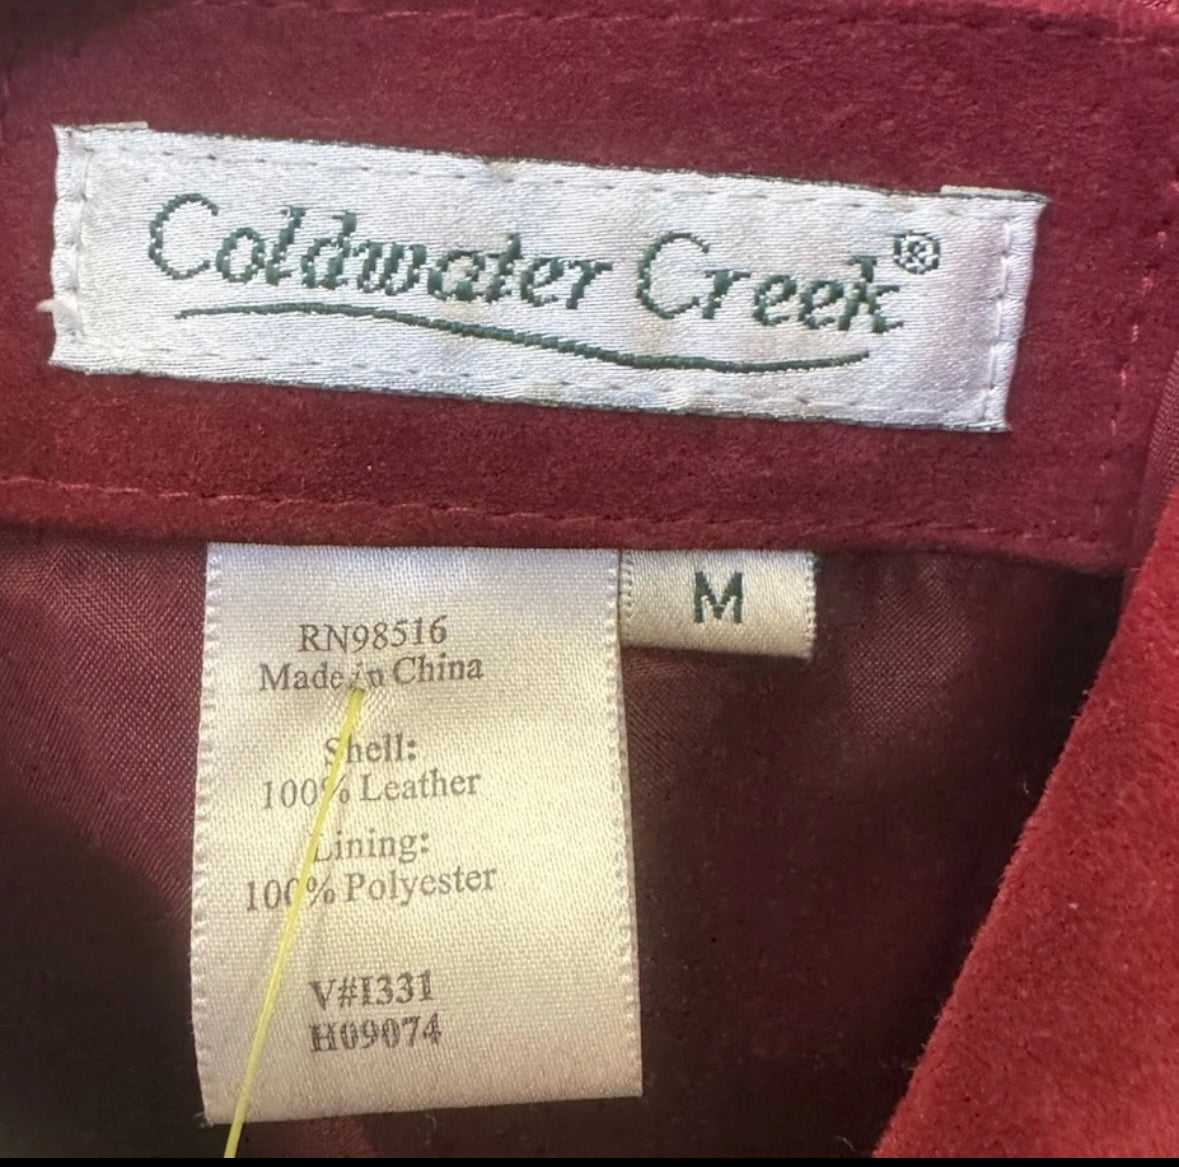 Coldwater Creek®
M
RN98516
Made in China
Shell:
100% Leather
Lining:
100% Polyester
V#I331
H09074